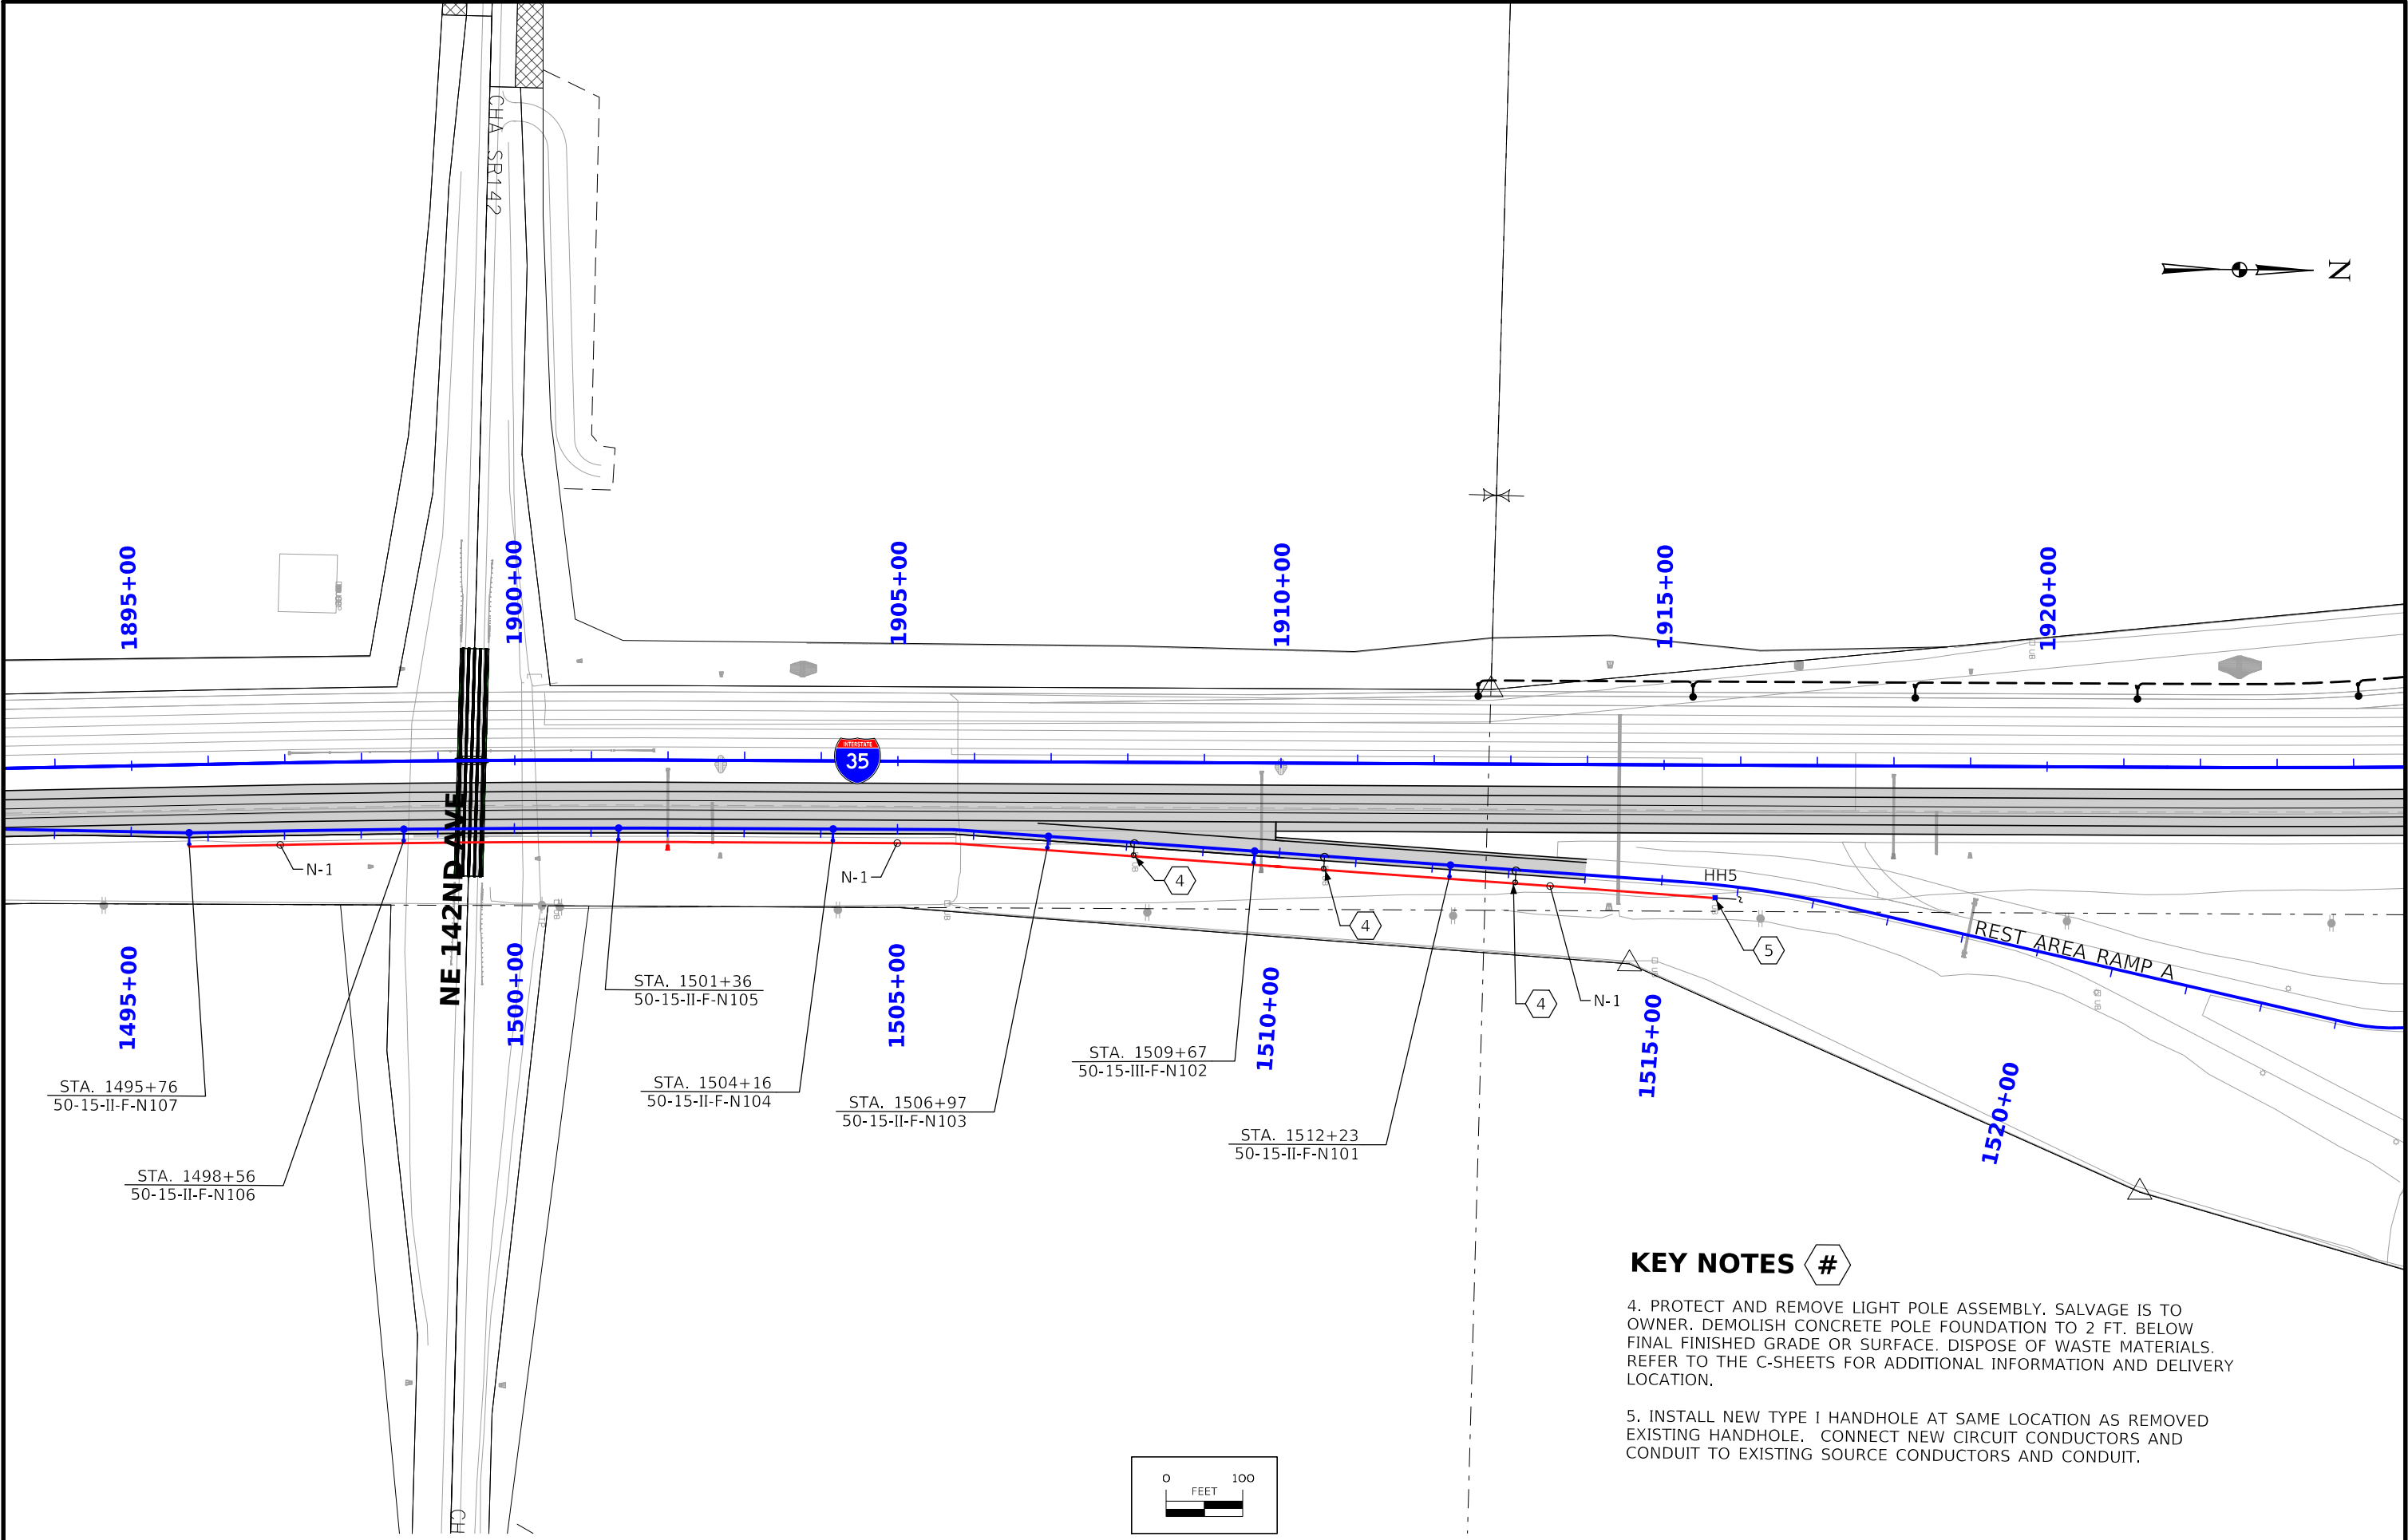 CHA SR142
N
1895+00
1900+00
1905+00
1910+00
1915+00
1920+00
UB
INTERSTATE
35
NE 142ND AVE
N-1
N-1
4
4
4
N-1
HH5
5
REST AREA RAMP A
1495+00
1500+00
1505+00
1510+00
1515+00
1520+00
STA. 1501+36
50-15-II-F-N105
STA. 1509+67
50-15-III-F-N102
STA. 1495+76
50-15-II-F-N107
STA. 1504+16
50-15-II-F-N104
STA. 1506+97
50-15-II-F-N103
STA. 1512+23
50-15-II-F-N101
STA. 1498+56
50-15-II-F-N106
KEY NOTES #
4. PROTECT AND REMOVE LIGHT POLE ASSEMBLY. SALVAGE IS TO
OWNER. DEMOLISH CONCRETE POLE FOUNDATION TO 2 FT. BELOW
FINAL FINISHED GRADE OR SURFACE. DISPOSE OF WASTE MATERIALS.
REFER TO THE C-SHEETS FOR ADDITIONAL INFORMATION AND DELIVERY
LOCATION.
5. INSTALL NEW TYPE I HANDHOLE AT SAME LOCATION AS REMOVED
EXISTING HANDHOLE. CONNECT NEW CIRCUIT CONDUCTORS AND
CONDUIT TO EXISTING SOURCE CONDUCTORS AND CONDUIT.
0 100
FEET
CH